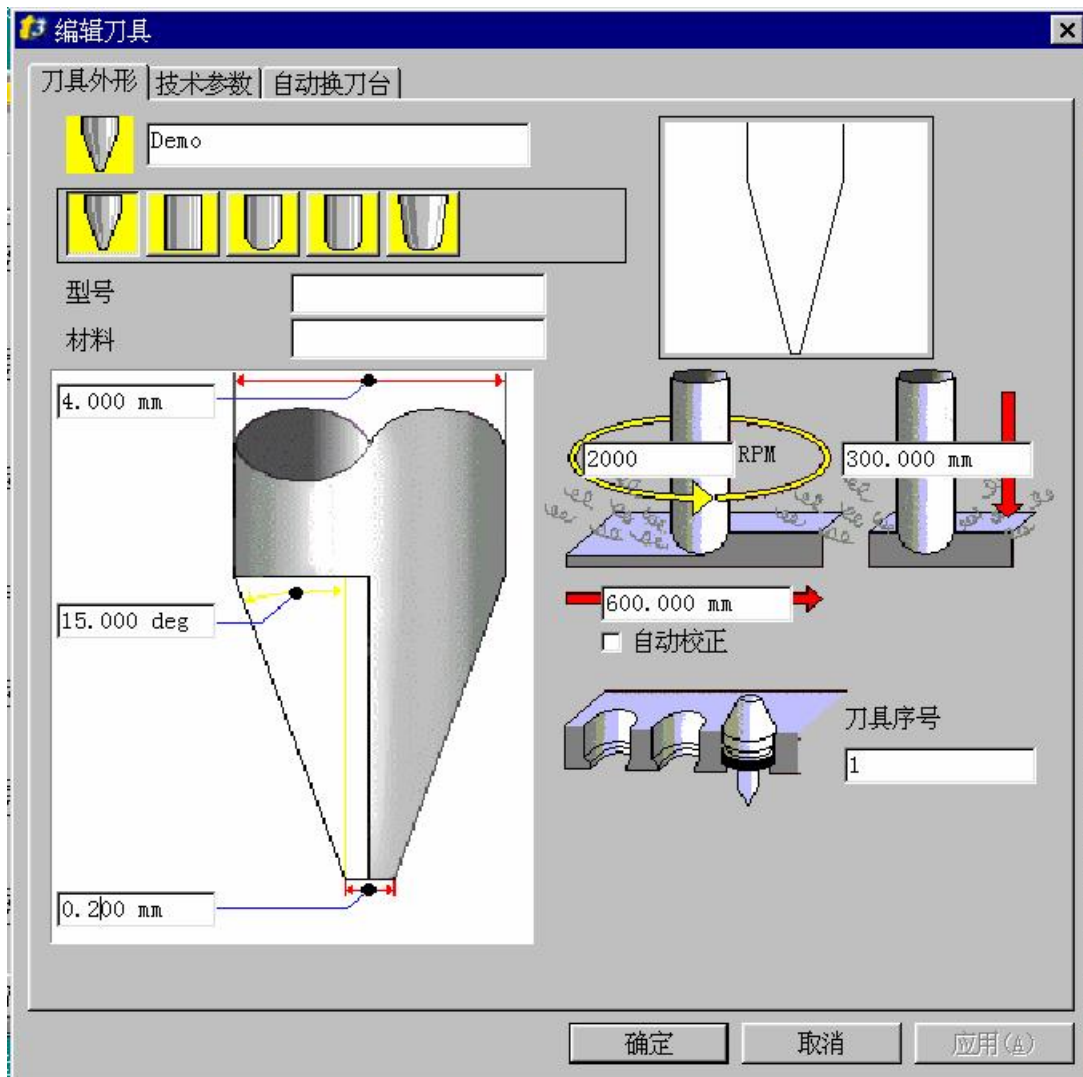 编辑刀具
刀具外形 技术参数 自动换刀台
Demo
型号
材料
4.000 mm
2000 RPM 300.000 mm
15.000 deg
600.000 mm
自动校正
刀具序号
1
0.200 mm
确定 取消 应用(A)